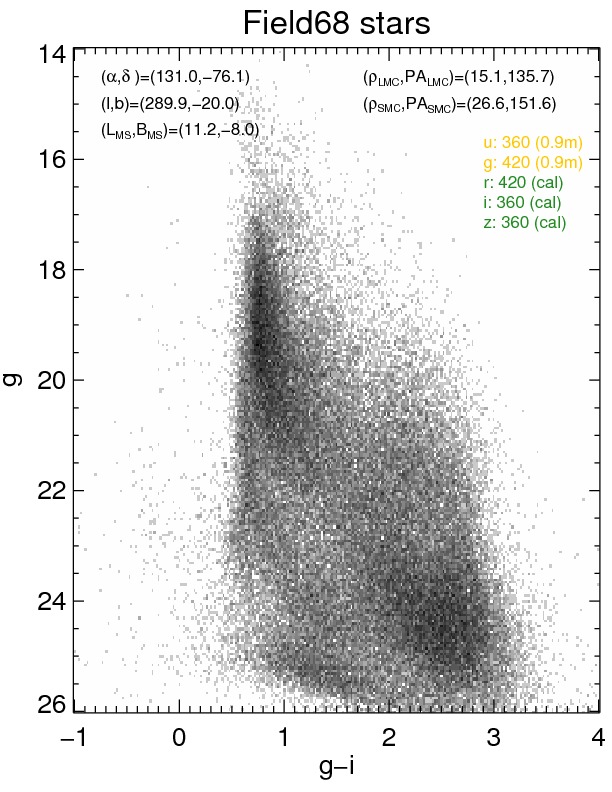 Field68 stars
(α,δ)=(131.0,−76.1)
(ρLMC,PALMC)=(15.1,135.7)
(l,b)=(289.9,−20.0)
(ρSMC,PASMC)=(26.6,151.6)
(LMS,BMS)=(11.2,−8.0)
u: 360 (0.9m)
g: 420 (0.9m)
r: 420 (cal)
i: 360 (cal)
z: 360 (cal)
14
16
18
20
22
24
26
g
−1 0 1 2 3 4
g−i